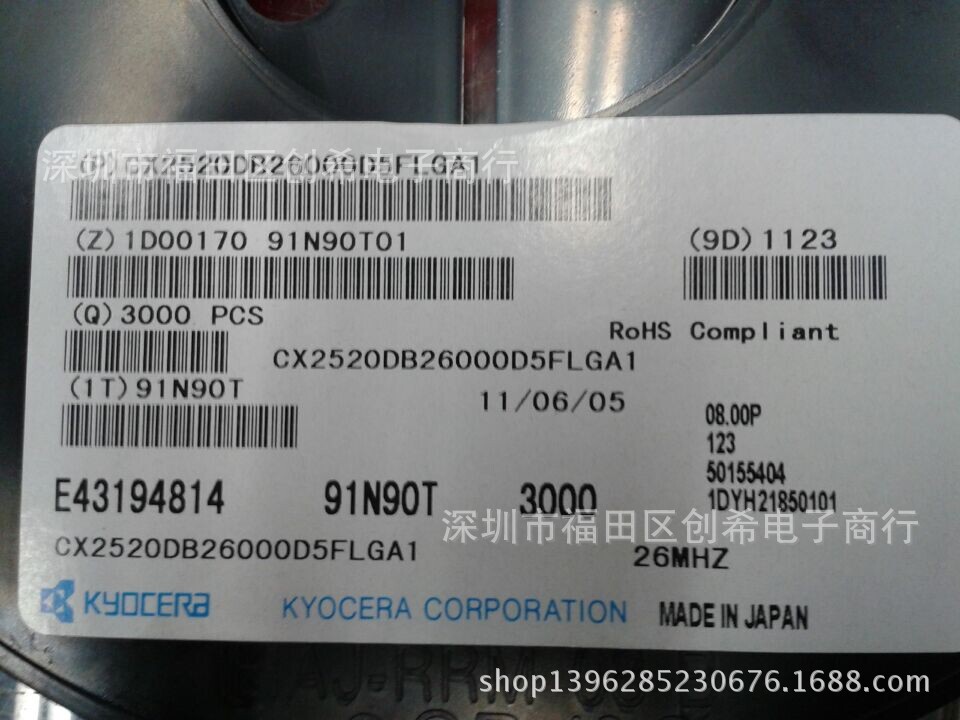 (P)CX2520DB26000D5FLGA1
深圳市福田区创希电子商行
(Z)1D00170 91N90T01
(9D)1123
(Q)3000 PCS
RoHS Compliant
CX2520DB26000D5FLGA1
(1T)91N90T
11/06/05
08.00P
123
50155404
1DYH21850101
E43194814 91N90T 3000
深圳市福田区创希电子商行
CX2520DB26000D5FLGA1 26MHZ
KYOCERA KYOCERA CORPORATION MADE IN JAPAN
shop1396285230676.1688.com